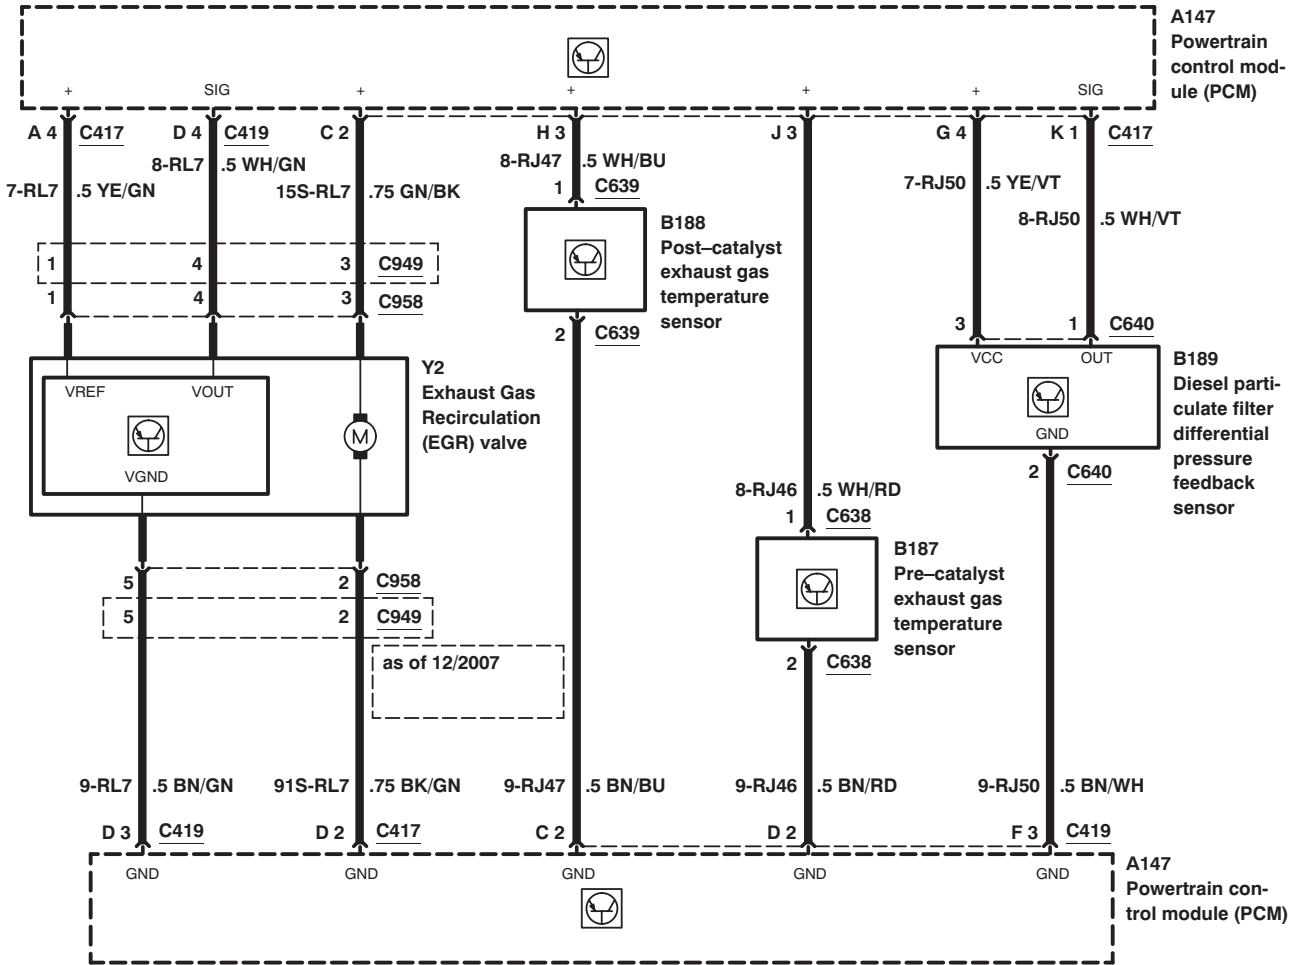 A147
Powertrain
control mod-
ule (PCM)
+ SIG + + + + SIG
A 4 C417 D 4 C419 C 2 H 3 J 3 G 4 K 1 C417
8-RL7 .5 WH/GN 8-RJ47 .5 WH/BU
7-RL7 .5 YE/GN 15S-RL7 .75 GN/BK 1 C639 7-RJ50 .5 YE/VT
8-RJ50 .5 WH/VT
B188
Post–catalyst
exhaust gas
temperature
sensor
1 4 3 C949
1 4 3 C958
2 C639 3 1 C640
VCC OUT
GND
B189
Diesel parti-
culate filter
differential
pressure
feedback
sensor
Y2
Exhaust Gas
Recirculation
(EGR) valve
VREF VOUT
M
VGND
2 C640
8-RJ46 .5 WH/RD
1 C638
B187
Pre–catalyst
exhaust gas
temperature
sensor
5 2 C958
5 2 C949
as of 12/2007
2 C638
9-RL7 .5 BN/GN 91S-RL7 .75 BK/GN 9-RJ47 .5 BN/BU 9-RJ46 .5 BN/RD 9-RJ50 .5 BN/WH
D 3 C419 D 2 C417 C 2 D 2 F 3 C419
GND GND GND GND GND
A147
Powertrain con-
trol module (PCM)